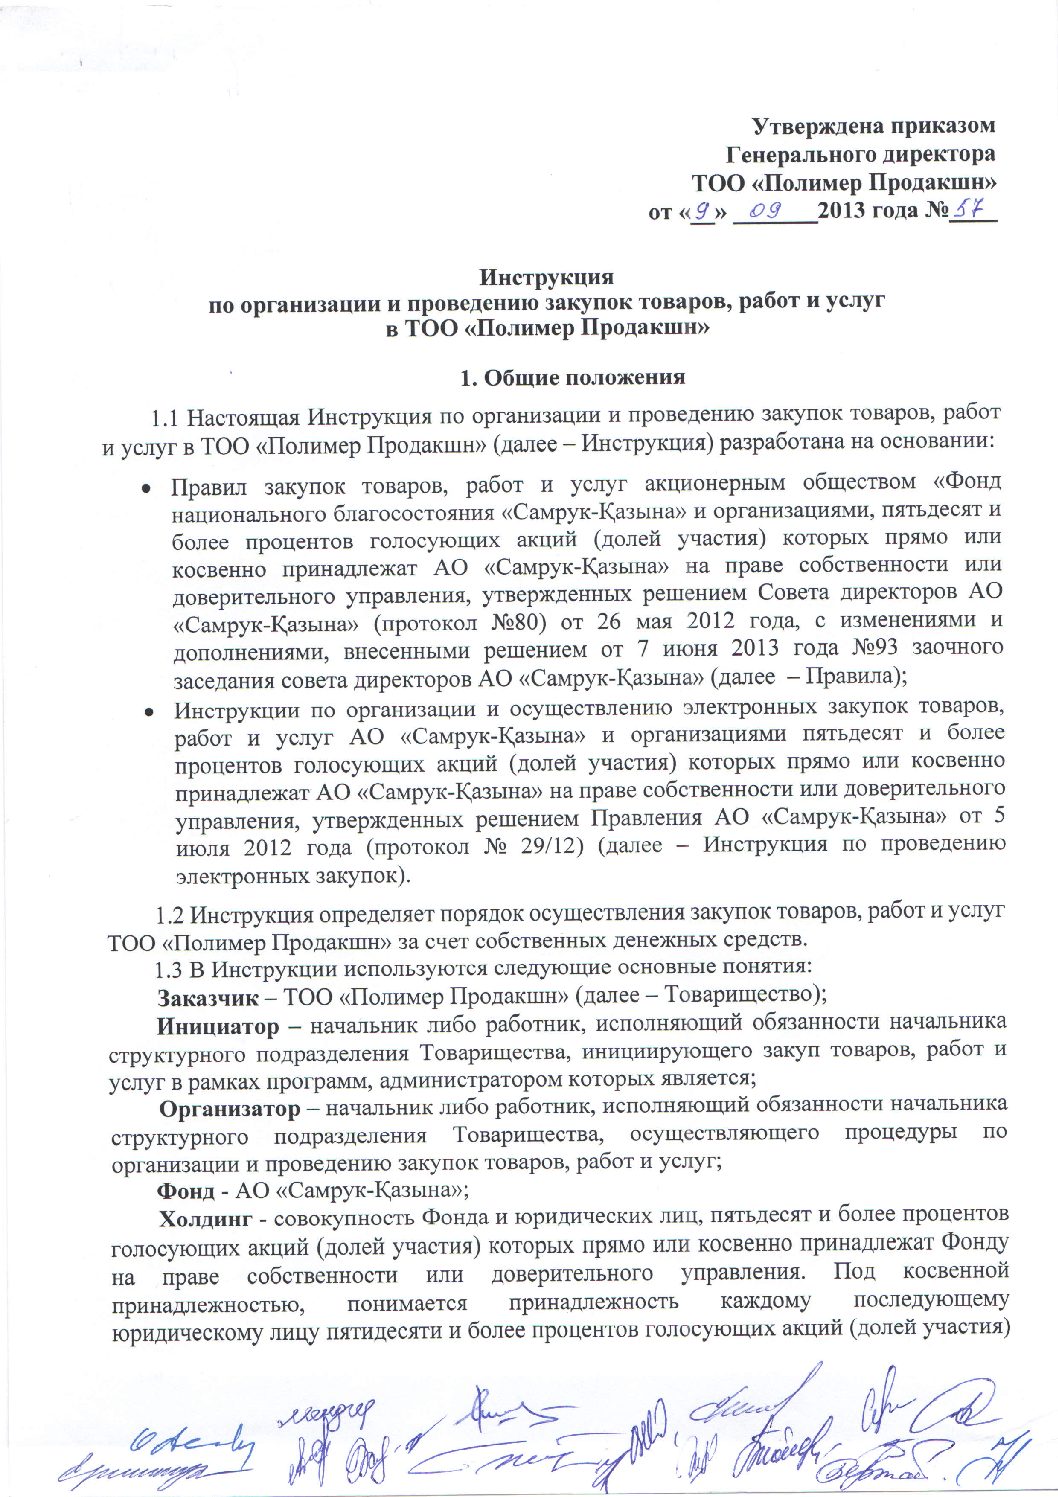 Утверждена приказом
Генерального директора
ТОО «Полимер Продакшн»
от «9» 09 2013 года №57
Инструкция
по организации и проведению закупок товаров, работ и услуг
в ТОО «Полимер Продакшн»
1. Общие положения
1.1 Настоящая Инструкция по организации и проведению закупок товаров, работ
и услуг в ТОО «Полимер Продакшн» (далее – Инструкция) разработана на основании:
• Правил закупок товаров, работ и услуг акционерным обществом «Фонд
национального благосостояния «Самрук-Қазына» и организациями, пятьдесят и
более процентов голосующих акций (долей участия) которых прямо или
косвенно принадлежат АО «Самрук-Қазына» на праве собственности или
доверительного управления, утвержденных решением Совета директоров АО
«Самрук-Қазына» (протокол №80) от 26 мая 2012 года, с изменениями и
дополнениями, внесенными решением от 7 июня 2013 года №93 заочного
заседания совета директоров АО «Самрук-Қазына» (далее – Правила);
• Инструкции по организации и осуществлению электронных закупок товаров,
работ и услуг АО «Самрук-Қазына» и организациями пятьдесят и более
процентов голосующих акций (долей участия) которых прямо или косвенно
принадлежат АО «Самрук-Қазына» на праве собственности или доверительного
управления, утвержденных решением Правления АО «Самрук-Қазына» от 5
июля 2012 года (протокол № 29/12) (далее – Инструкция по проведению
электронных закупок).
1.2 Инструкция определяет порядок осуществления закупок товаров, работ и услуг
ТОО «Полимер Продакшн» за счет собственных денежных средств.
1.3 В Инструкции используются следующие основные понятия:
Заказчик – ТОО «Полимер Продакшн» (далее – Товарищество);
Инициатор – начальник либо работник, исполняющий обязанности начальника
структурного подразделения Товарищества, инициирующего закуп товаров, работ и
услуг в рамках программ, администратором которых является;
Организатор – начальник либо работник, исполняющий обязанности начальника
структурного подразделения Товарищества, осуществляющего процедуры по
организации и проведению закупок товаров, работ и услуг;
Фонд - АО «Самрук-Қазына»;
Холдинг - совокупность Фонда и юридических лиц, пятьдесят и более процентов
голосующих акций (долей участия) которых прямо или косвенно принадлежат Фонду
на праве собственности или доверительного управления. Под косвенной
принадлежностью, понимается принадлежность каждому последующему
юридическому лицу пятидесяти и более процентов голосующих акций (долей участия)